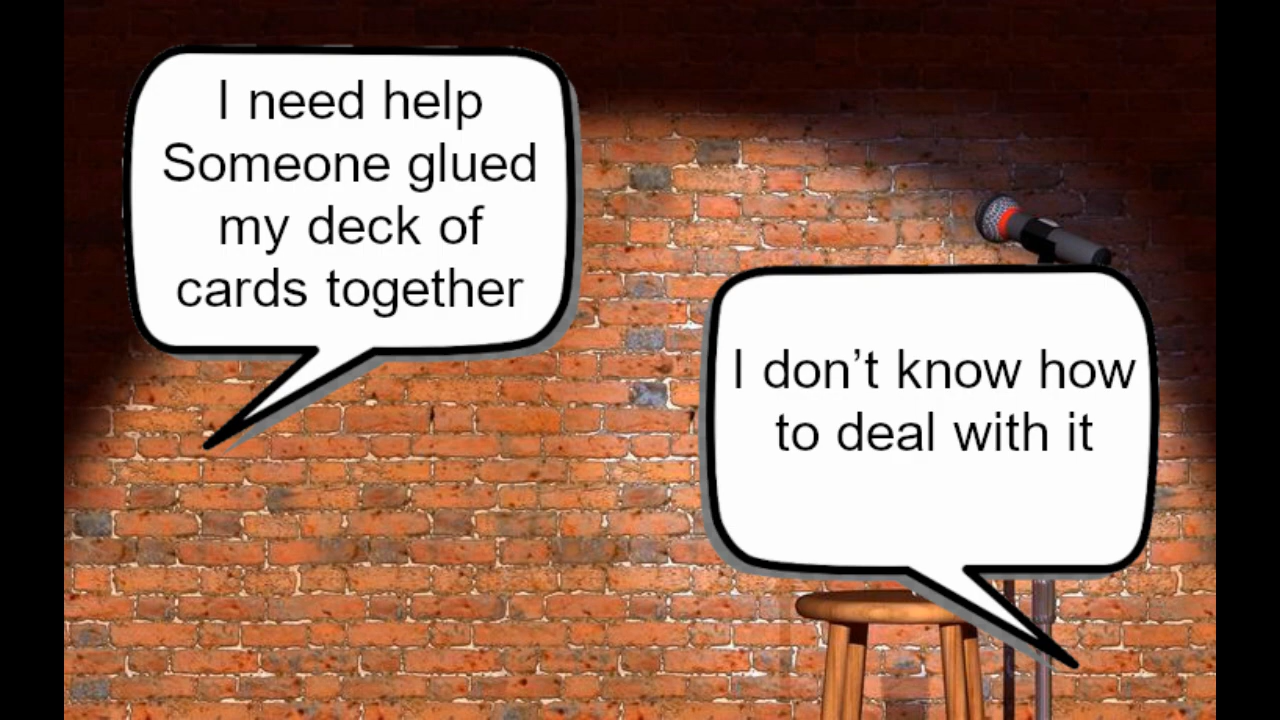 I need help
Someone glued
my deck of
cards together
I don’t know how
to deal with it